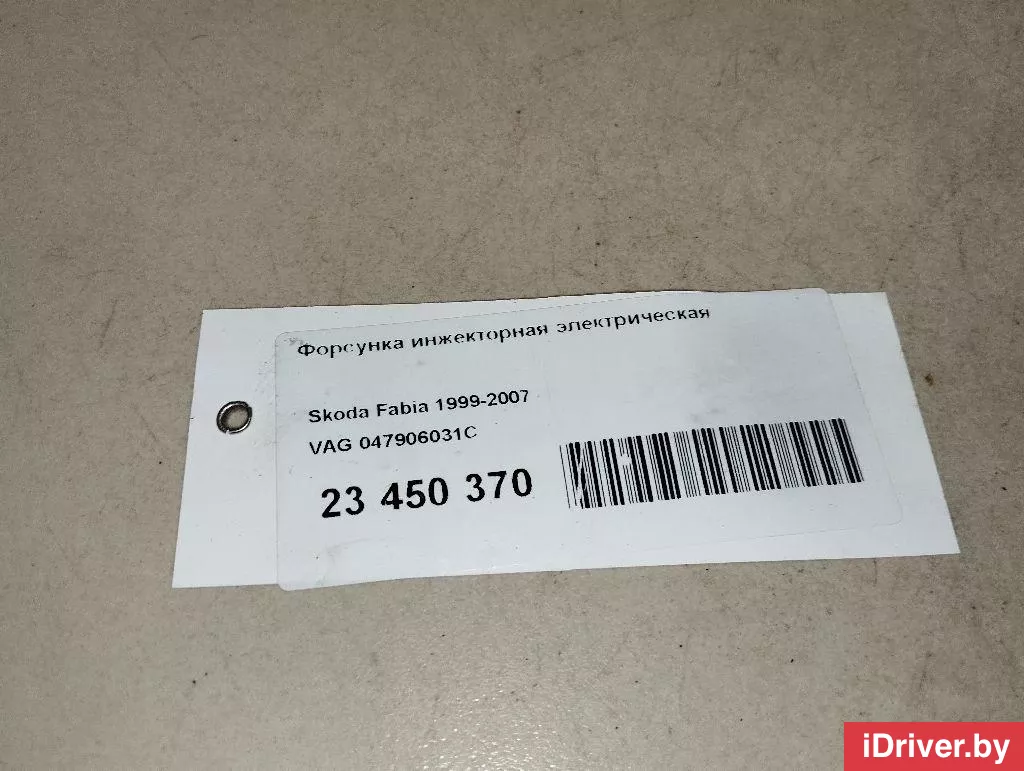 Форсунка инжекторная электрическая
Skoda Fabia 1999-2007
VAG 047906031C
23 450 370
iDriver.by